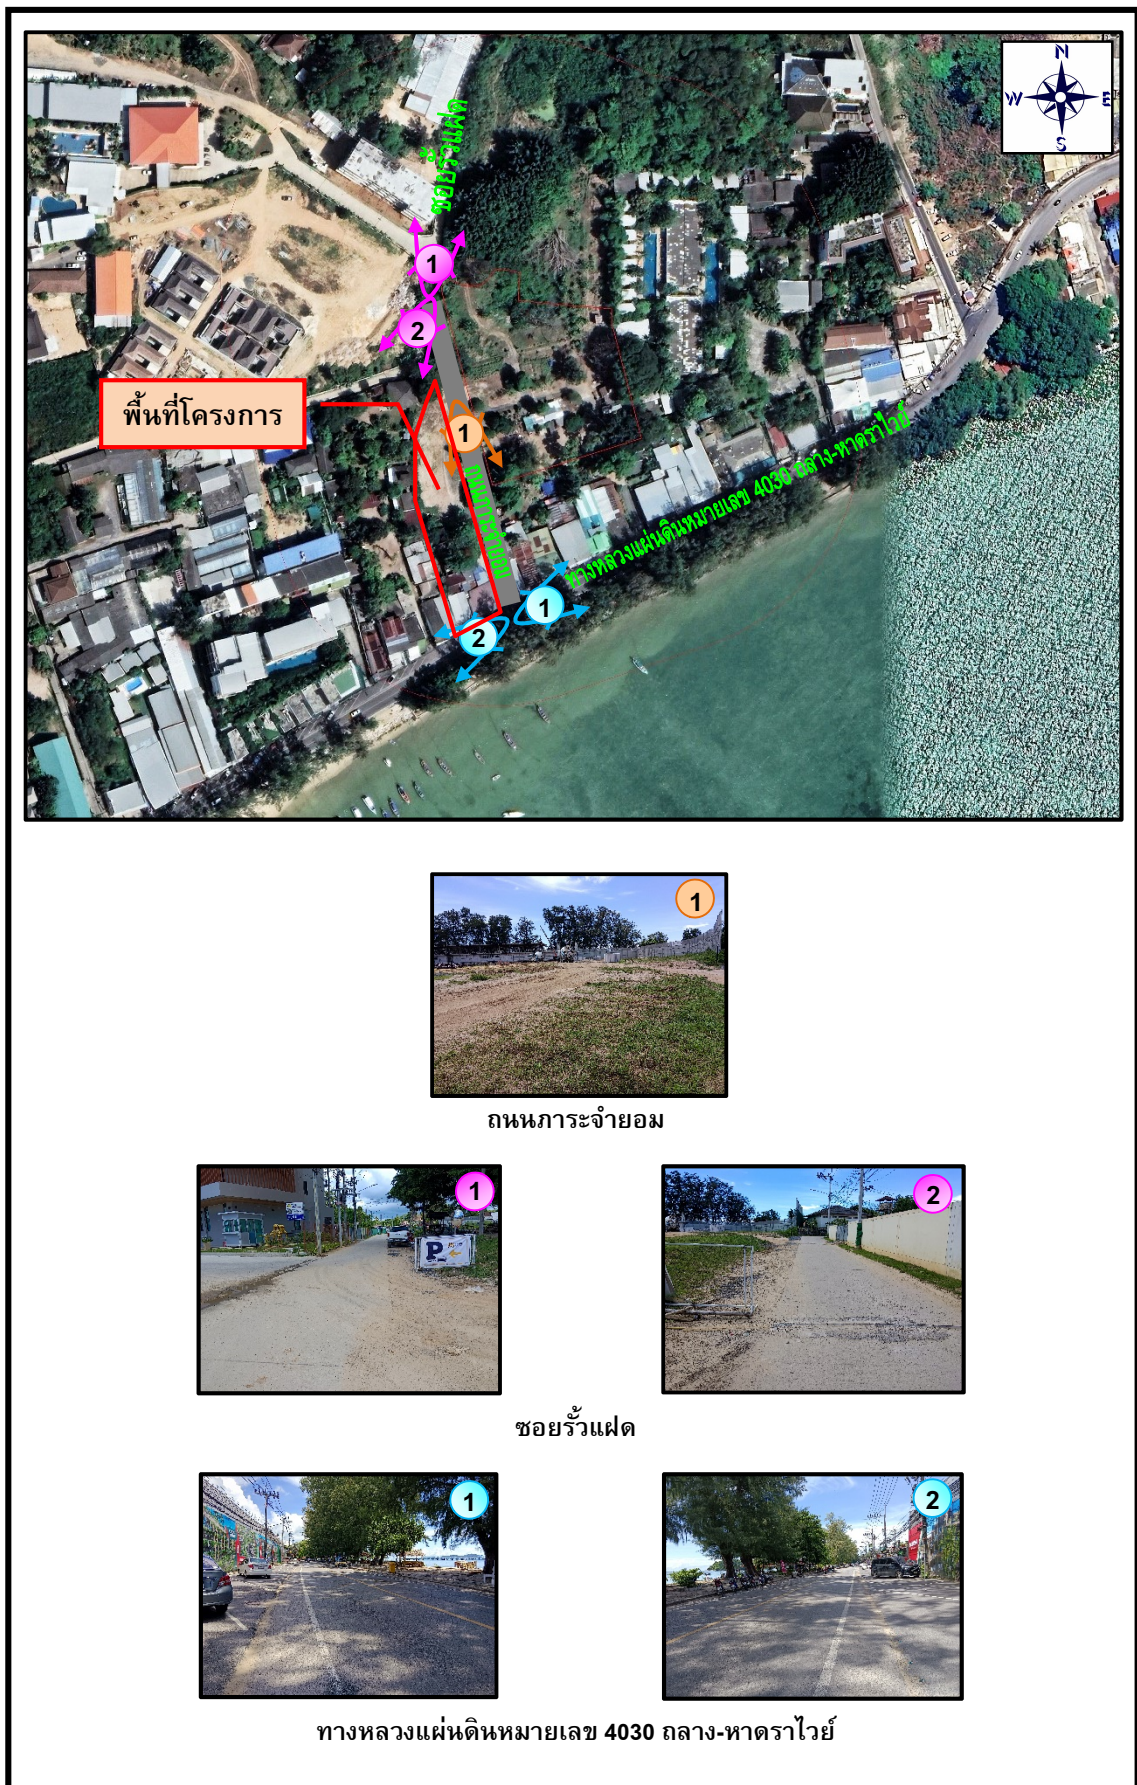 N
W
E
S
ซอยรั้วแฝด
1
2
พื้นที่โครงการ
1
ถนนภาระจำยอม
ทางหลวงแผ่นดินหมายเลข 4030 ถลาง-หาดราไวย์
1
2
1
ถนนภาระจำยอม
1
P
2
ซอยรั้วแฝด
1
2
ทางหลวงแผ่นดินหมายเลข 4030 ถลาง-หาดราไวย์